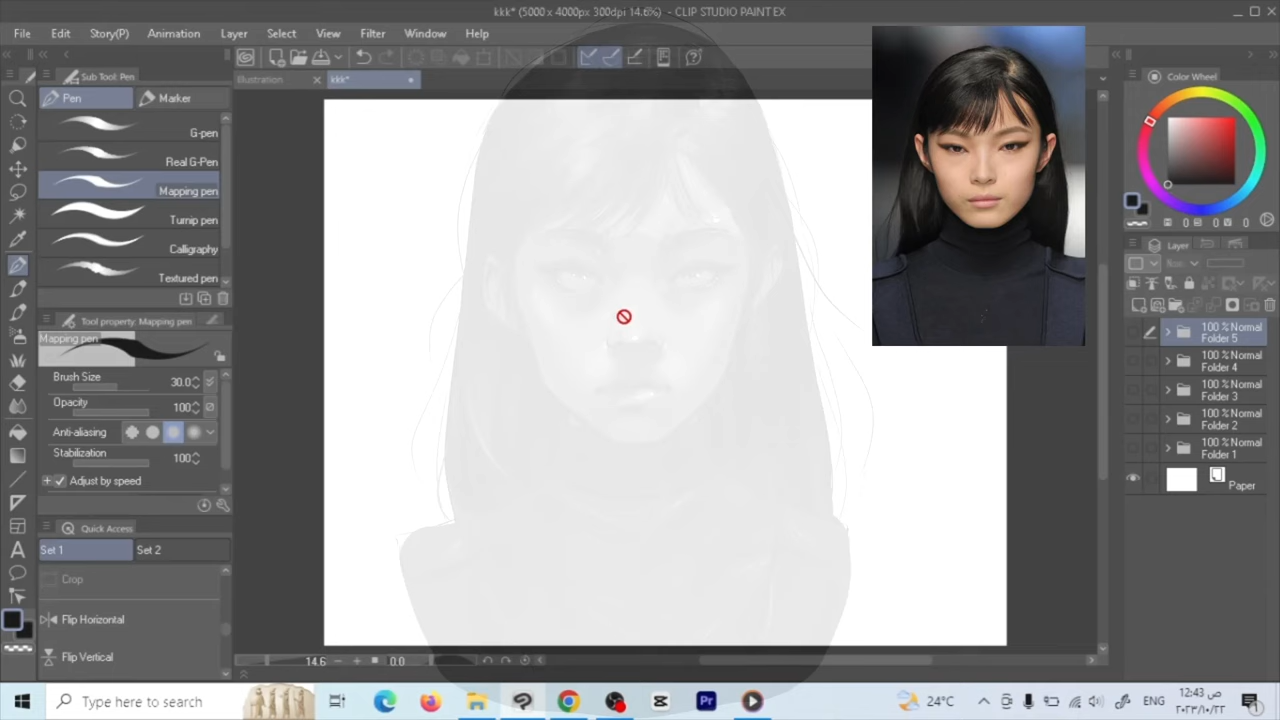 kkk* (5000 x 4000px 300dpi 14.6%) - CLIP STUDIO PAINT EX
File Edit Story(P) Animation Layer Select View Filter Window Help
Sub Tool: Pen
Illustration
kkk*
Color Wheel
Pen
Marker
G-pen
Real G-Pen
Mapping pen
Turnip pen
Calligraphy
Textured pen
Tool property: Mapping pen
Mapping pen
Brush Size 30.0
Opacity 100
Anti-aliasing
Stabilization 100
Adjust by speed
Quick Access
Set 1
Set 2
Crop
Flip Horizontal
Flip Vertical
14.6
0.0
0 0 0
Layer
100 % Normal
Folder 5
100 % Normal
Folder 4
100 % Normal
Folder 3
100 % Normal
Folder 2
100 % Normal
Folder 1
Paper
Type here to search
24°C
ENG
12:43 ص